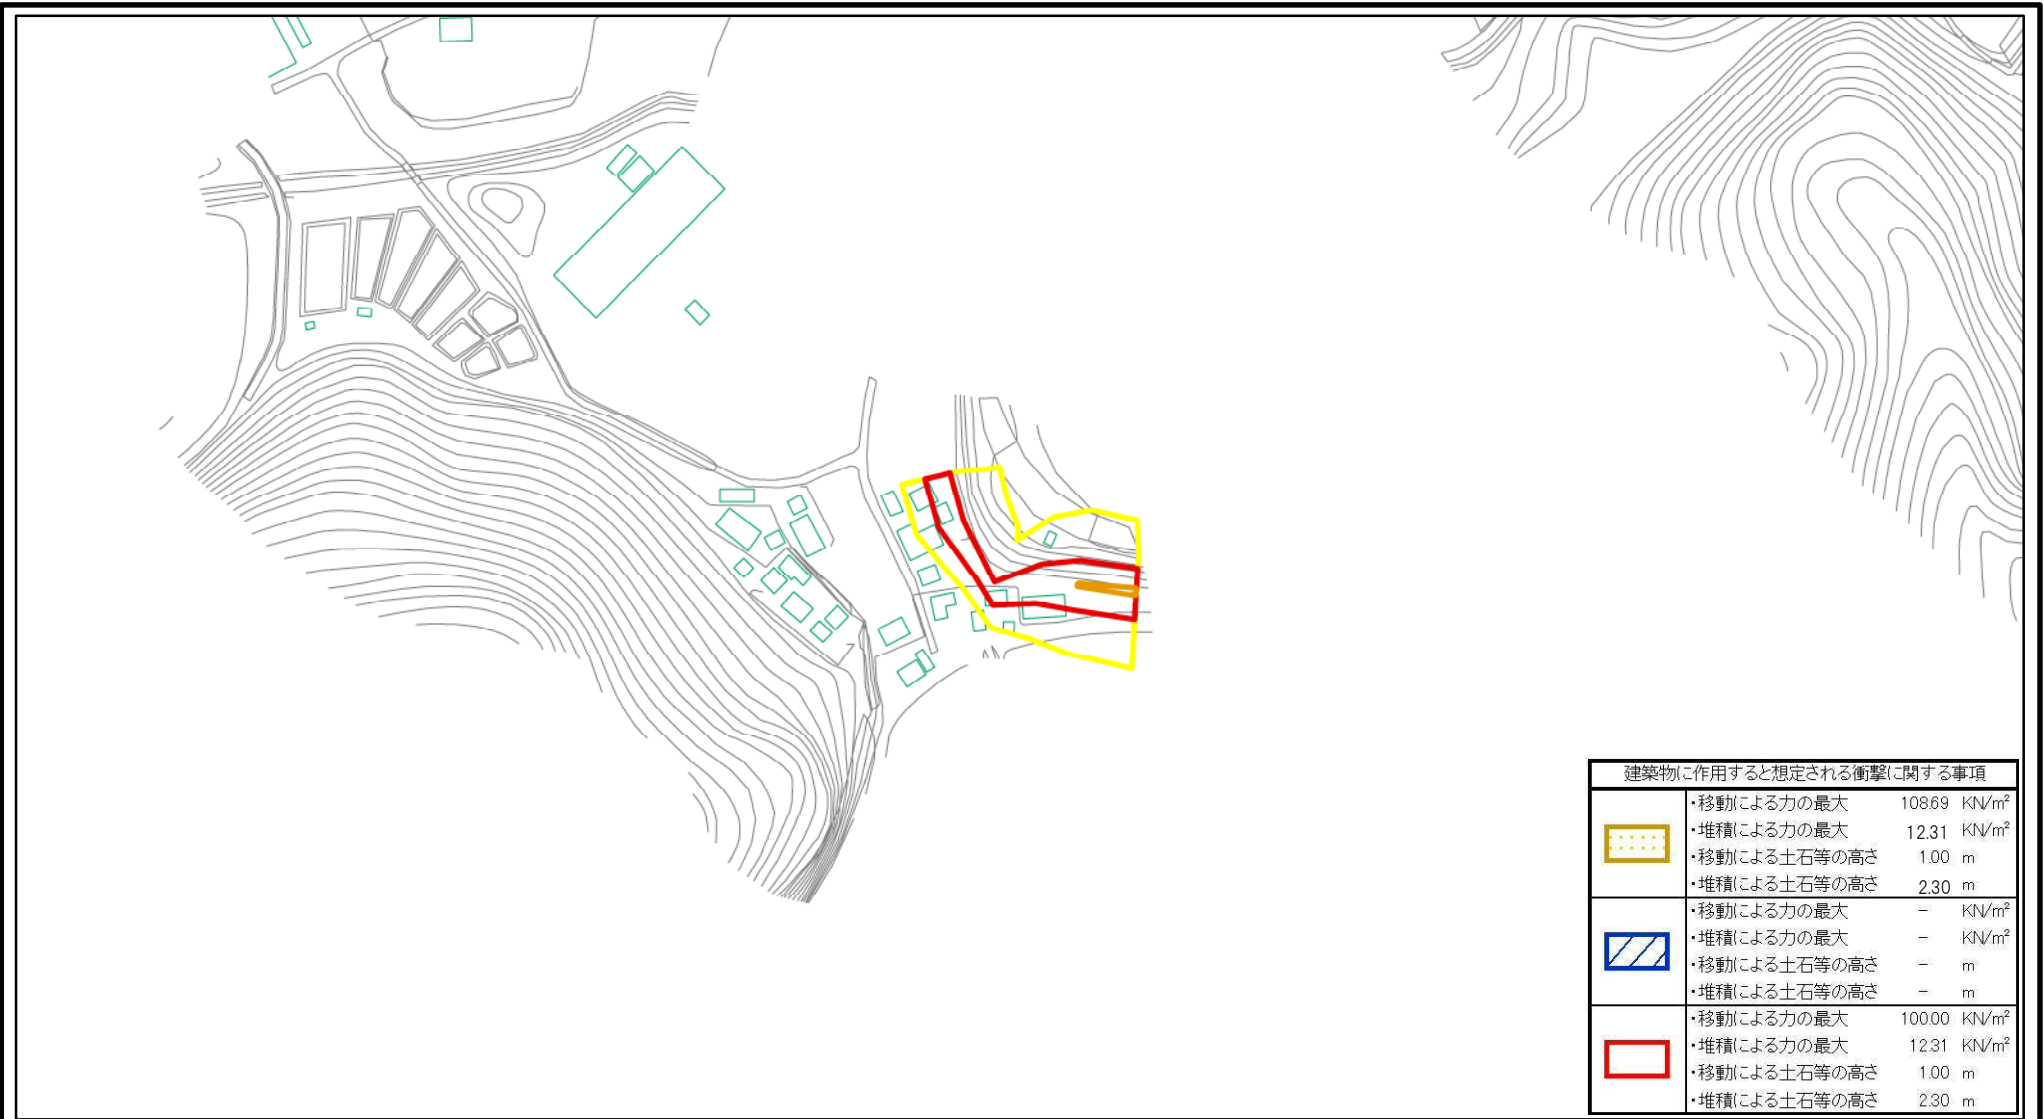 建築物に作用すると想定される衝撃に関する事項
・移動による力の最大 108.69 KN/m²
・堆積による力の最大 12.31 KN/m²
・移動による土石等の高さ 1.00 m
・堆積による土石等の高さ 2.30 m
・移動による力の最大 - KN/m²
・堆積による力の最大 - KN/m²
・移動による土石等の高さ - m
・堆積による土石等の高さ - m
・移動による力の最大 100.00 KN/m²
・堆積による力の最大 12.31 KN/m²
・移動による土石等の高さ 1.00 m
・堆積による土石等の高さ 2.30 m